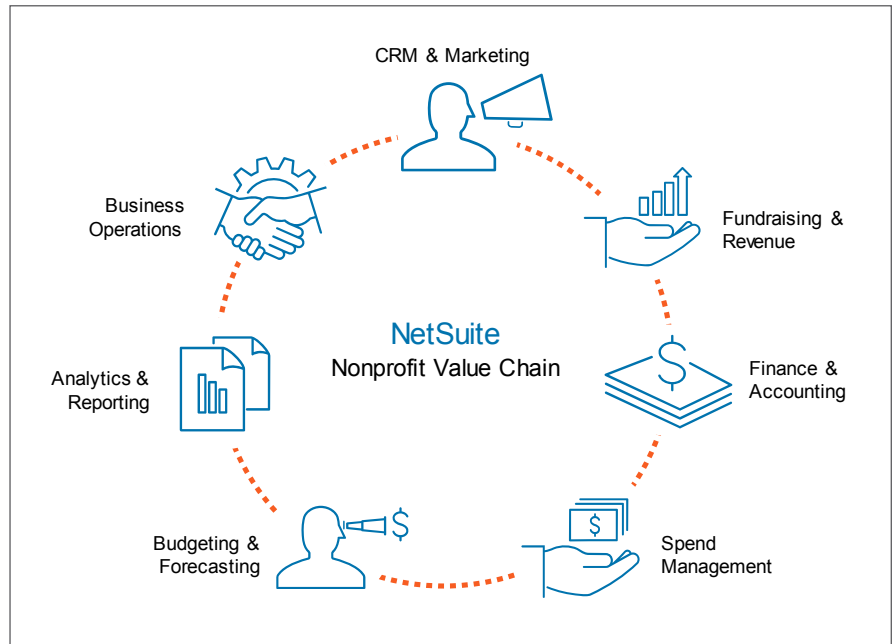 CRM & Marketing
Fundraising &
Revenue
Finance &
Accounting
Spend
Management
Budgeting &
Forecasting
Analytics &
Reporting
Business
Operations
NetSuite
Nonprofit Value Chain
$
$
$